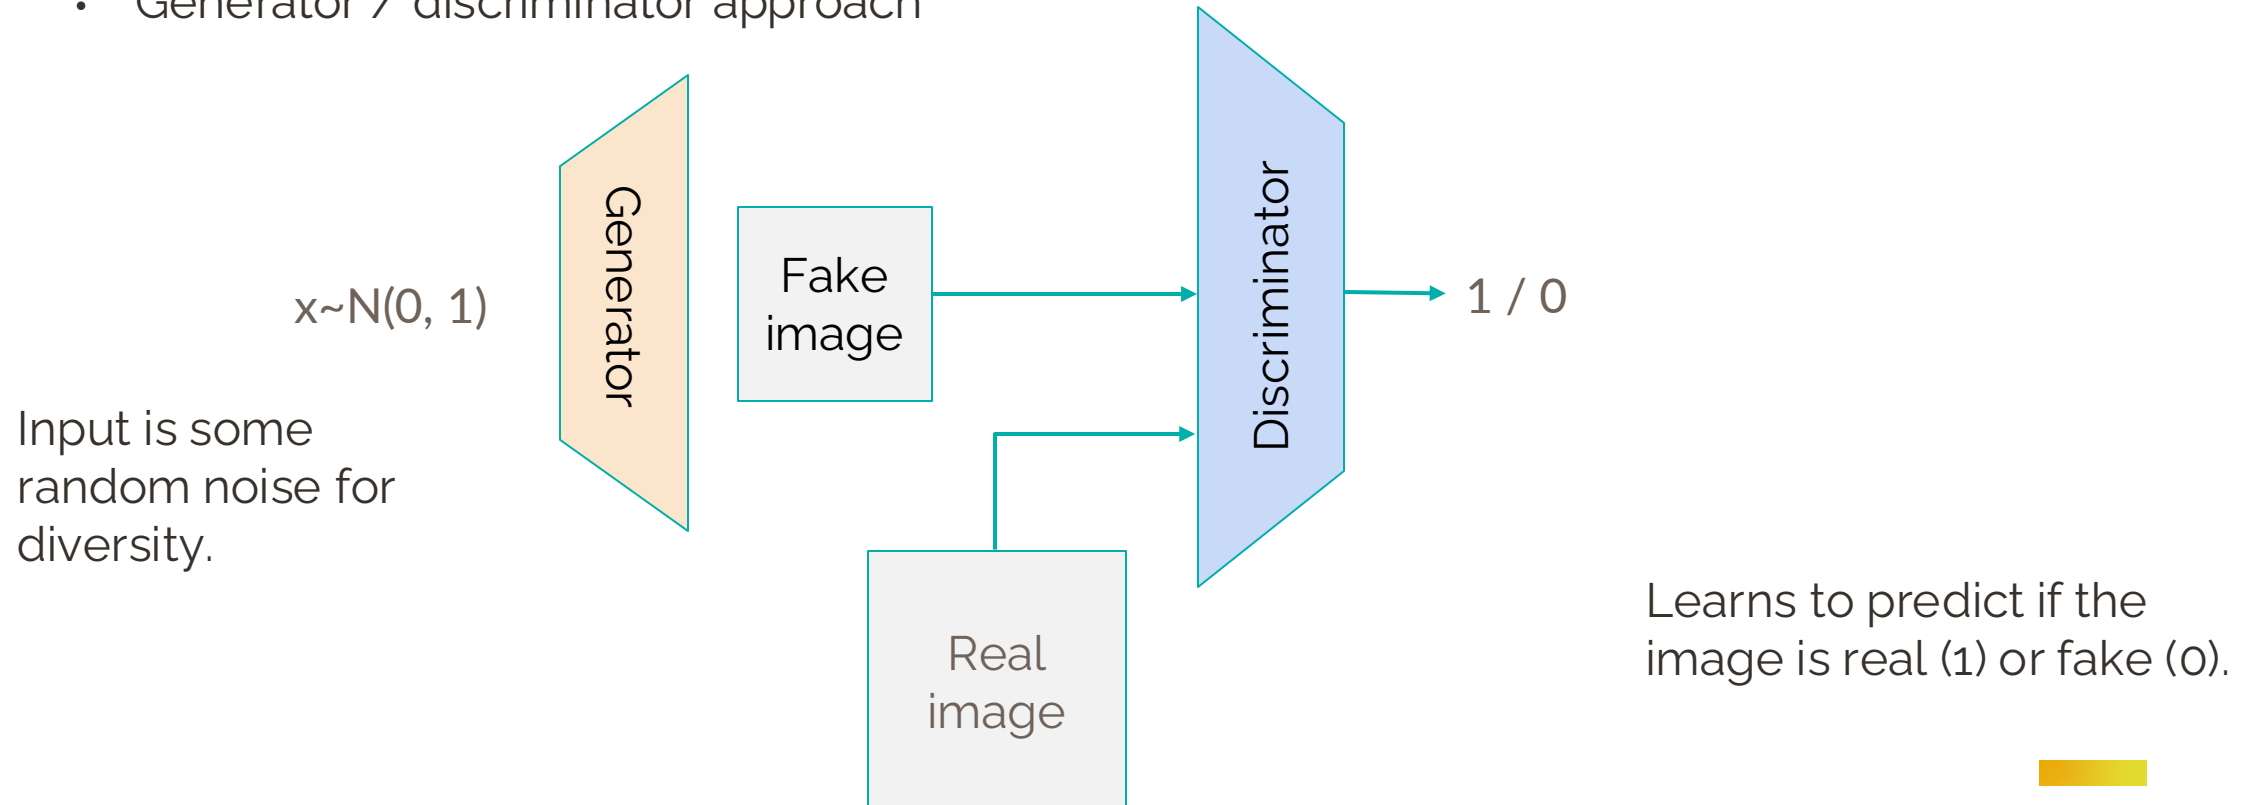 • Generator / discriminator approach
Generator
Fake
image
Discriminator
1 / 0
x~N(0, 1)
Input is some
random noise for
diversity.
Real
image
Learns to predict if the
image is real (1) or fake (0).